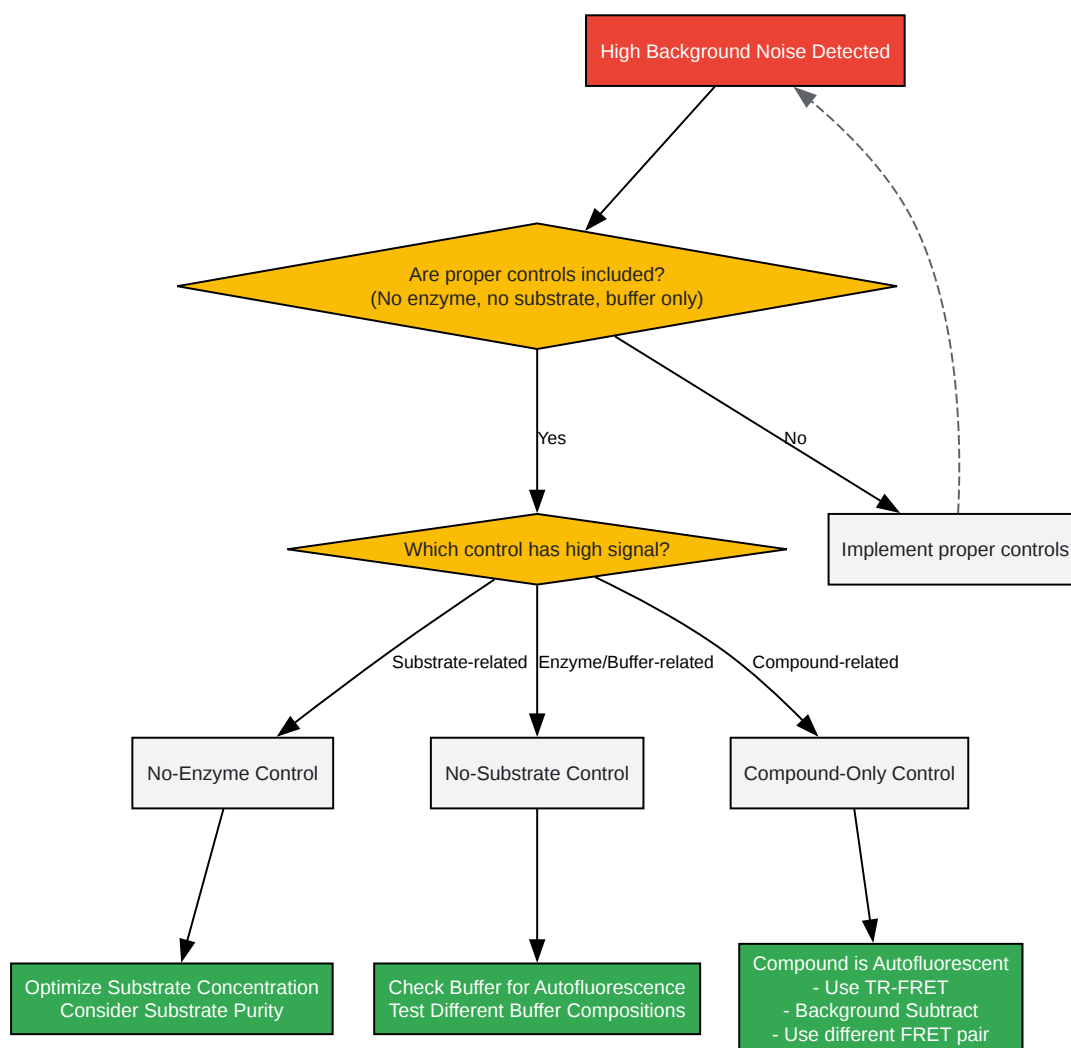 High Background Noise Detected
Are proper controls included?
(No enzyme, no substrate, buffer only)
Yes
No
Which control has high signal?
Implement proper controls
Substrate-related
Enzyme/Buffer-related
Compound-related
No-Enzyme Control
No-Substrate Control
Compound-Only Control
Optimize Substrate Concentration
Consider Substrate Purity
Check Buffer for Autofluorescence
Test Different Buffer Compositions
Compound is Autofluorescent
- Use TR-FRET
- Background Subtract
- Use different FRET pair